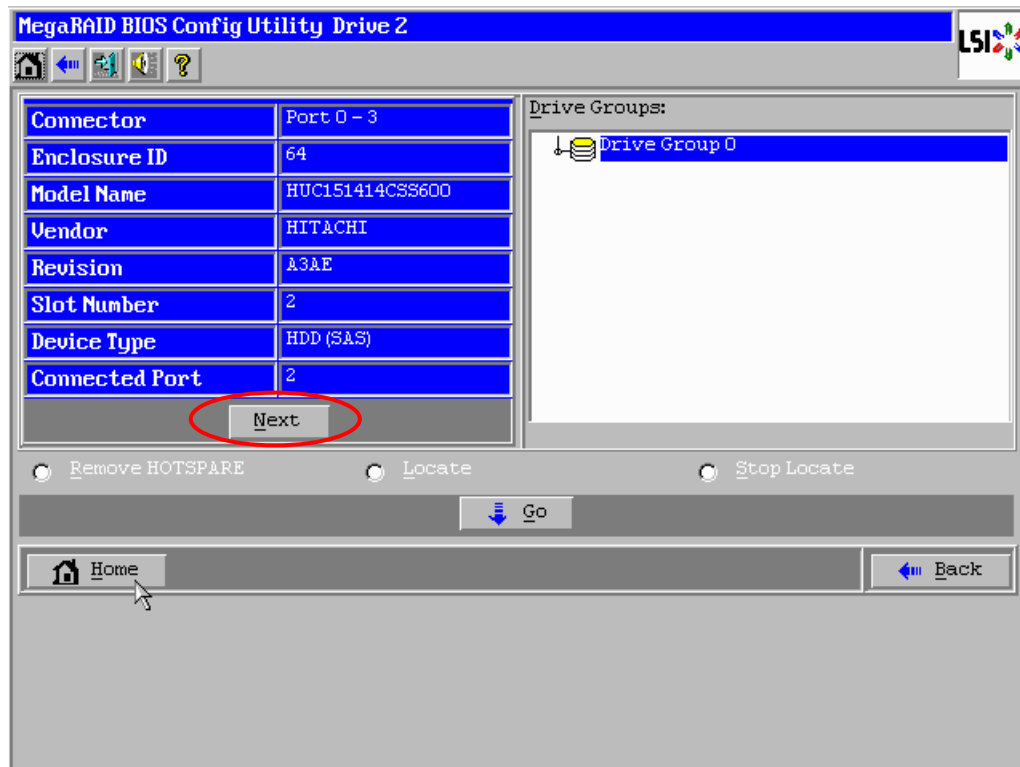 MegaRAID BIOS Config Utility Drive 2
LSI
?
Drive Groups:
Connector Port 0 – 3
Drive Group 0
Enclosure ID 64
Model Name HUC151414CSS600
Vendor HITACHI
Revision A3AE
Slot Number 2
Device Type HDD (SAS)
Connected Port 2
Next
Remove HOTSPARE Locate Stop Locate
Go
Home Back